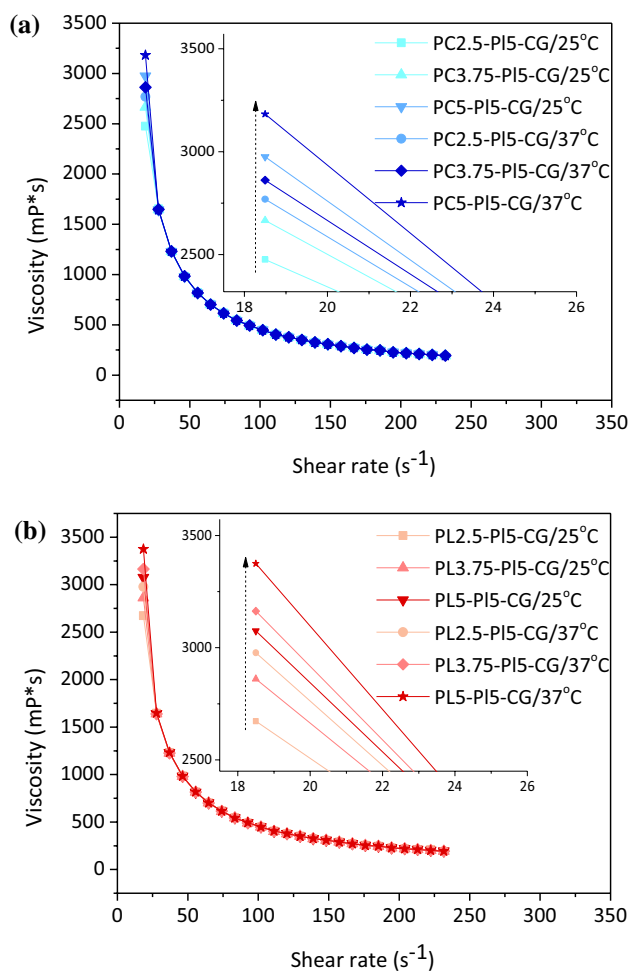 (a)
3500
3000
2500
2000
1500
1000
500
0
Viscosity (mP*s)
0 50 100 150 200 250 300 350
Shear rate (s-1)
3500
3000
2500
18 20 22 24 26
PC2.5-Pl5-CG/25°C
PC3.75-Pl5-CG/25°C
PC5-Pl5-CG/25°C
PC2.5-Pl5-CG/37°C
PC3.75-Pl5-CG/37°C
PC5-Pl5-CG/37°C
(b)
3500
3000
2500
2000
1500
1000
500
0
Viscosity (mP*s)
0 50 100 150 200 250 300 350
Shear rate (s-1)
3500
3000
2500
18 20 22 24 26
PL2.5-Pl5-CG/25°C
PL3.75-Pl5-CG/25°C
PL5-Pl5-CG/25°C
PL2.5-Pl5-CG/37°C
PL3.75-Pl5-CG/37°C
PL5-Pl5-CG/37°C